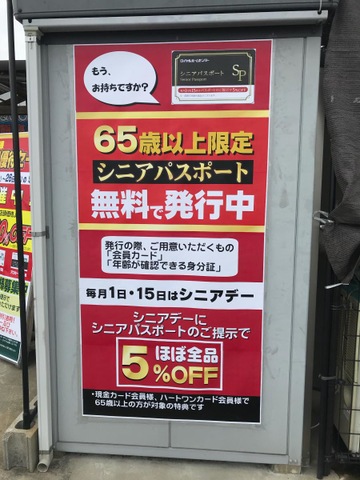 もう、
お持ちですか?
シニアパスポート
SP
65歳以上限定
シニアパスポート
無料で発行中
発行の際、ご用意いただくもの
「会員カード」
「年齢が確認できる身分証」
毎月1日・15日はシニアデー
シニアデーに
シニアパスポートのご提示で
ほぼ全品
5%OFF
・現金カード会員様、ハートワンカード会員様で
65歳以上の方が対象の特典です